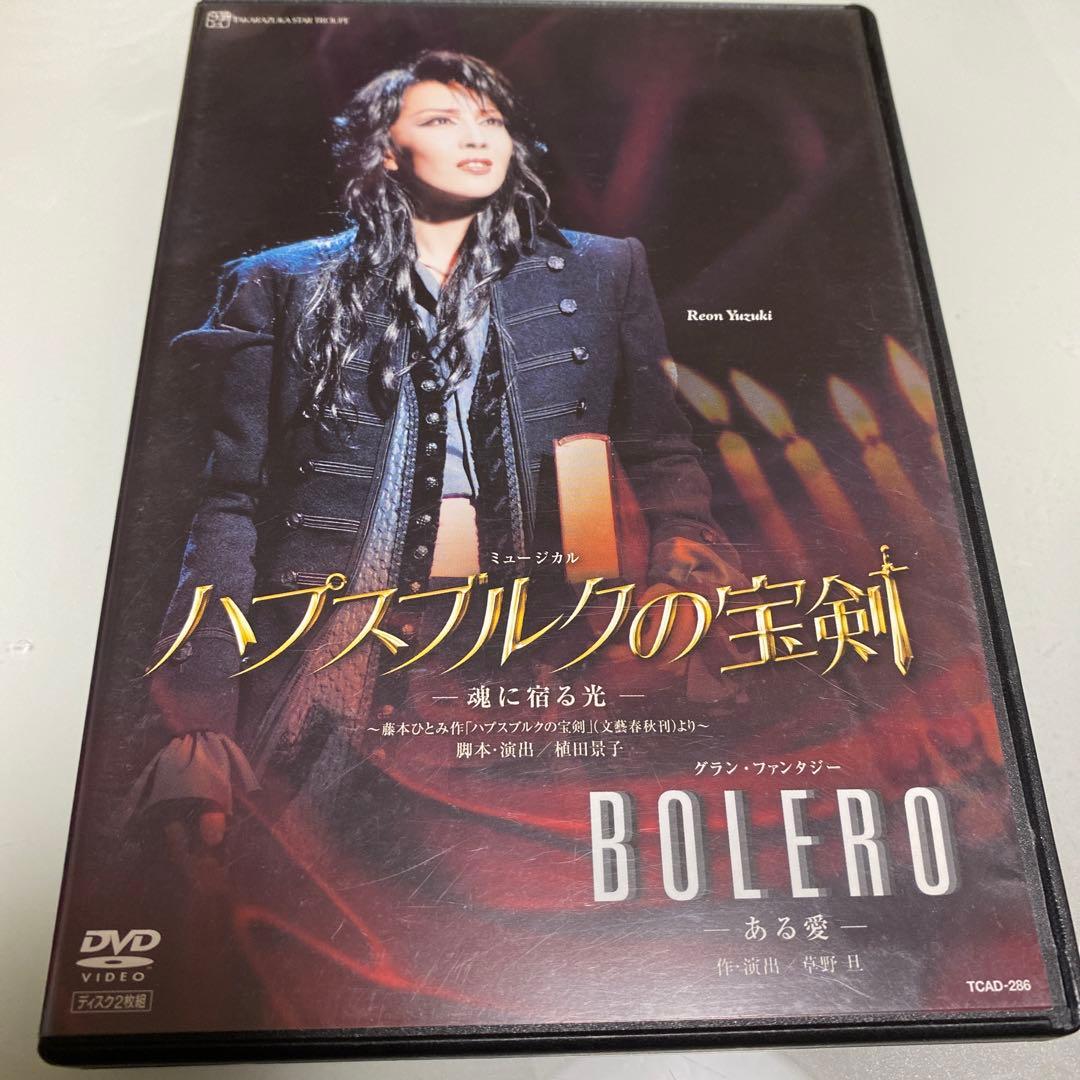 TAKARAZUKA STAR TROUPE
Reon Yuzuki
ミュージカル
ハプスブルクの宝剣
─ 魂に宿る光 ─
～藤本ひとみ作「ハプスブルクの宝剣」(文藝春秋刊)より～
脚本・演出／植田景子
グラン・ファンタジー
BOLERO
─ ある愛 ─
作・演出／草野 旦
DVD
VIDEO
ディスク2枚組
TCAD-286